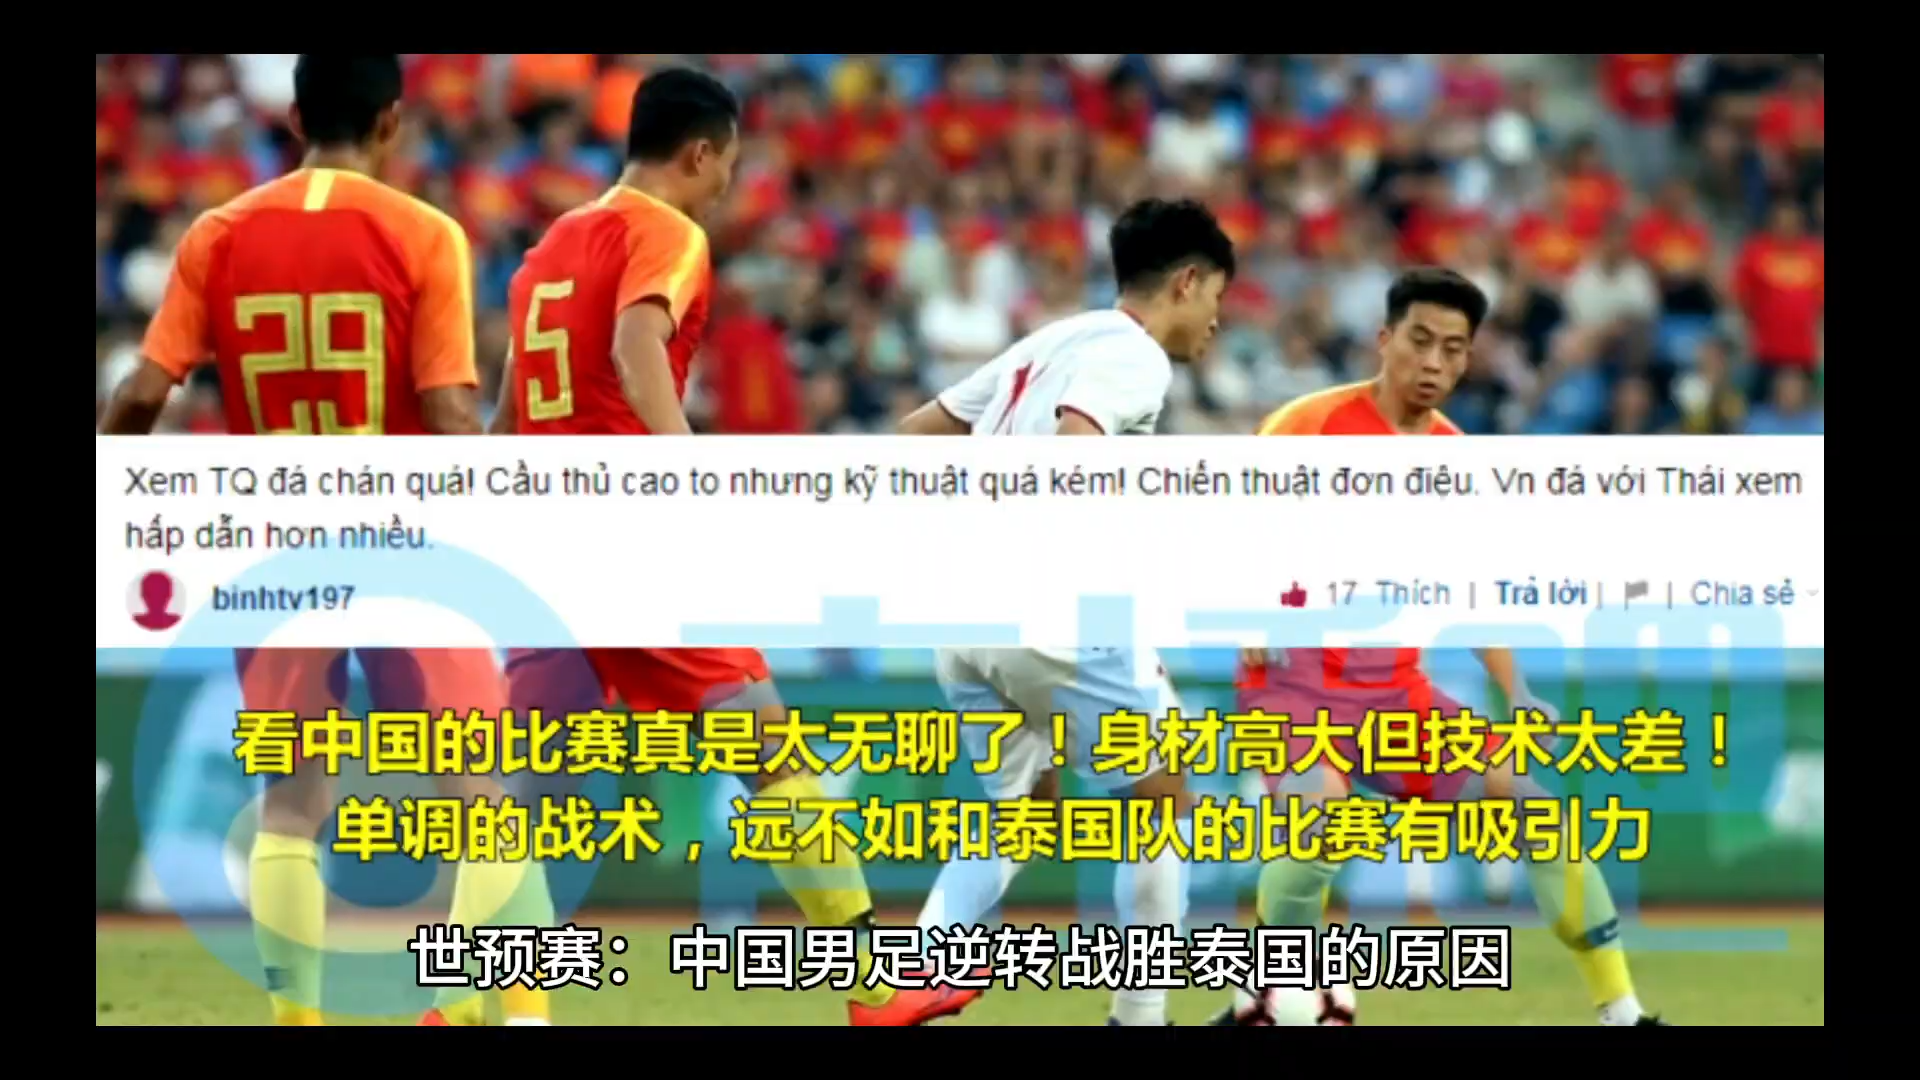 29
5
Xem TQ đá chán quá! Cầu thủ cao to nhưng kỹ thuật quá kém! Chiến thuật đơn điệu. Vn đá với Thái xem
hấp dẫn hơn nhiều.
binhtv197
17 Thích | Trả lời | | Chia sẻ
看中国的比赛真是太无聊了！身材高大但技术太差！
单调的战术，远不如和泰国队的比赛有吸引力
世预赛：中国男足逆转战胜泰国的原因